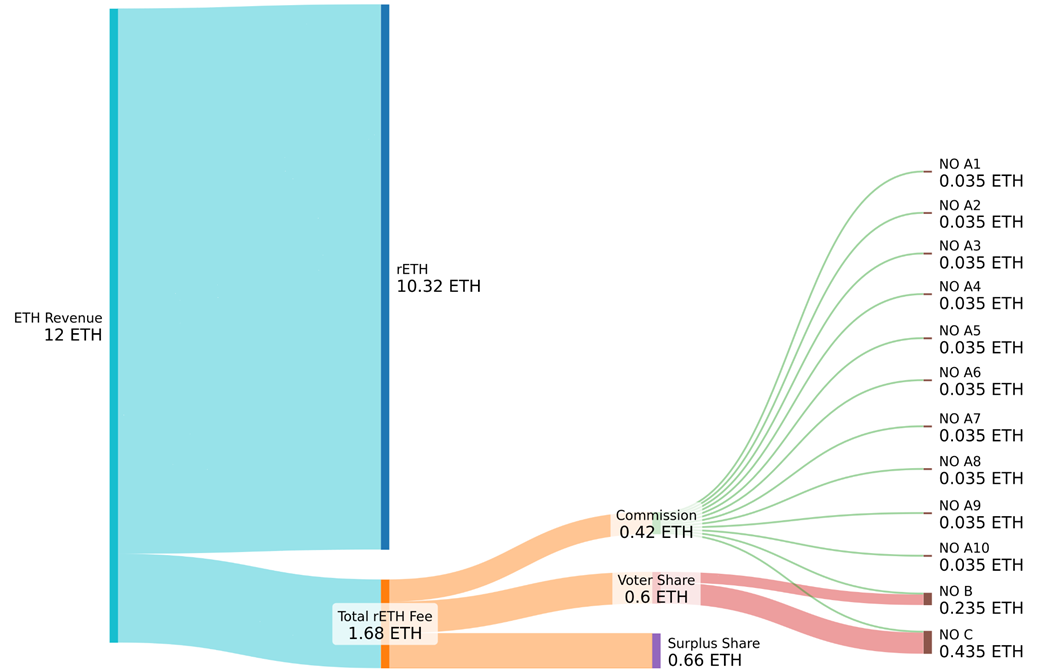 ETH Revenue
12 ETH
rETH
10.32 ETH
Total rETH Fee
1.68 ETH
Commission
0.42 ETH
Voter Share
0.6 ETH
Surplus Share
0.66 ETH
NO A1
0.035 ETH
NO A2
0.035 ETH
NO A3
0.035 ETH
NO A4
0.035 ETH
NO A5
0.035 ETH
NO A6
0.035 ETH
NO A7
0.035 ETH
NO A8
0.035 ETH
NO A9
0.035 ETH
NO A10
0.035 ETH
NO B
0.235 ETH
NO C
0.435 ETH